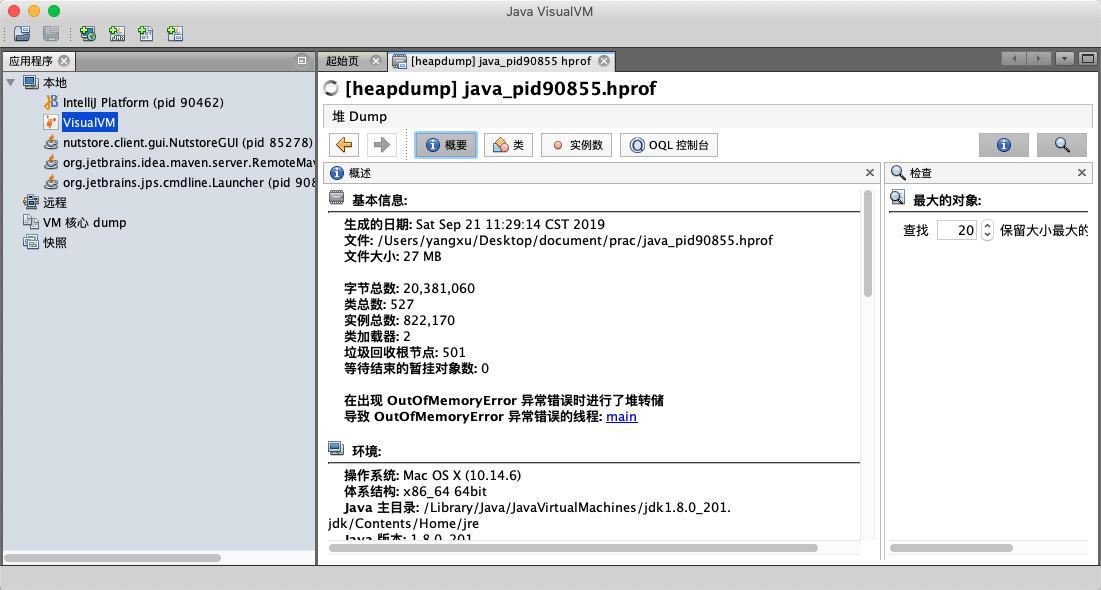 Java VisualVM
应用程序
本地
IntelliJ Platform (pid 90462)
VisualVM
nutstore.client.gui.NutstoreGUI (pid 85278)
org.jetbrains.idea.maven.server.RemoteMav
org.jetbrains.jps.cmdline.Launcher (pid 908
远程
VM 核心 dump
快照
起始页
[heapdump] java_pid90855 hprof
[heapdump] java_pid90855.hprof
堆 Dump
概要
类
实例数
OQL 控制台
概述
基本信息:
生成的日期: Sat Sep 21 11:29:14 CST 2019
文件: /Users/yangxu/Desktop/document/prac/java_pid90855.hprof
文件大小: 27 MB
字节总数: 20,381,060
类总数: 527
实例总数: 822,170
类加载器: 2
垃圾回收根节点: 501
等待结束的暂挂对象数: 0
在出现 OutOfMemoryError 异常错误时进行了堆转储
导致 OutOfMemoryError 异常错误的线程: main
环境:
操作系统: Mac OS X (10.14.6)
体系结构: x86_64 64bit
Java 主目录: /Library/Java/JavaVirtualMachines/jdk1.8.0_201.
jdk/Contents/Home/jre
Java 版本: 1.8.0_201
检查
最大的对象:
查找 20 保留大小最大的